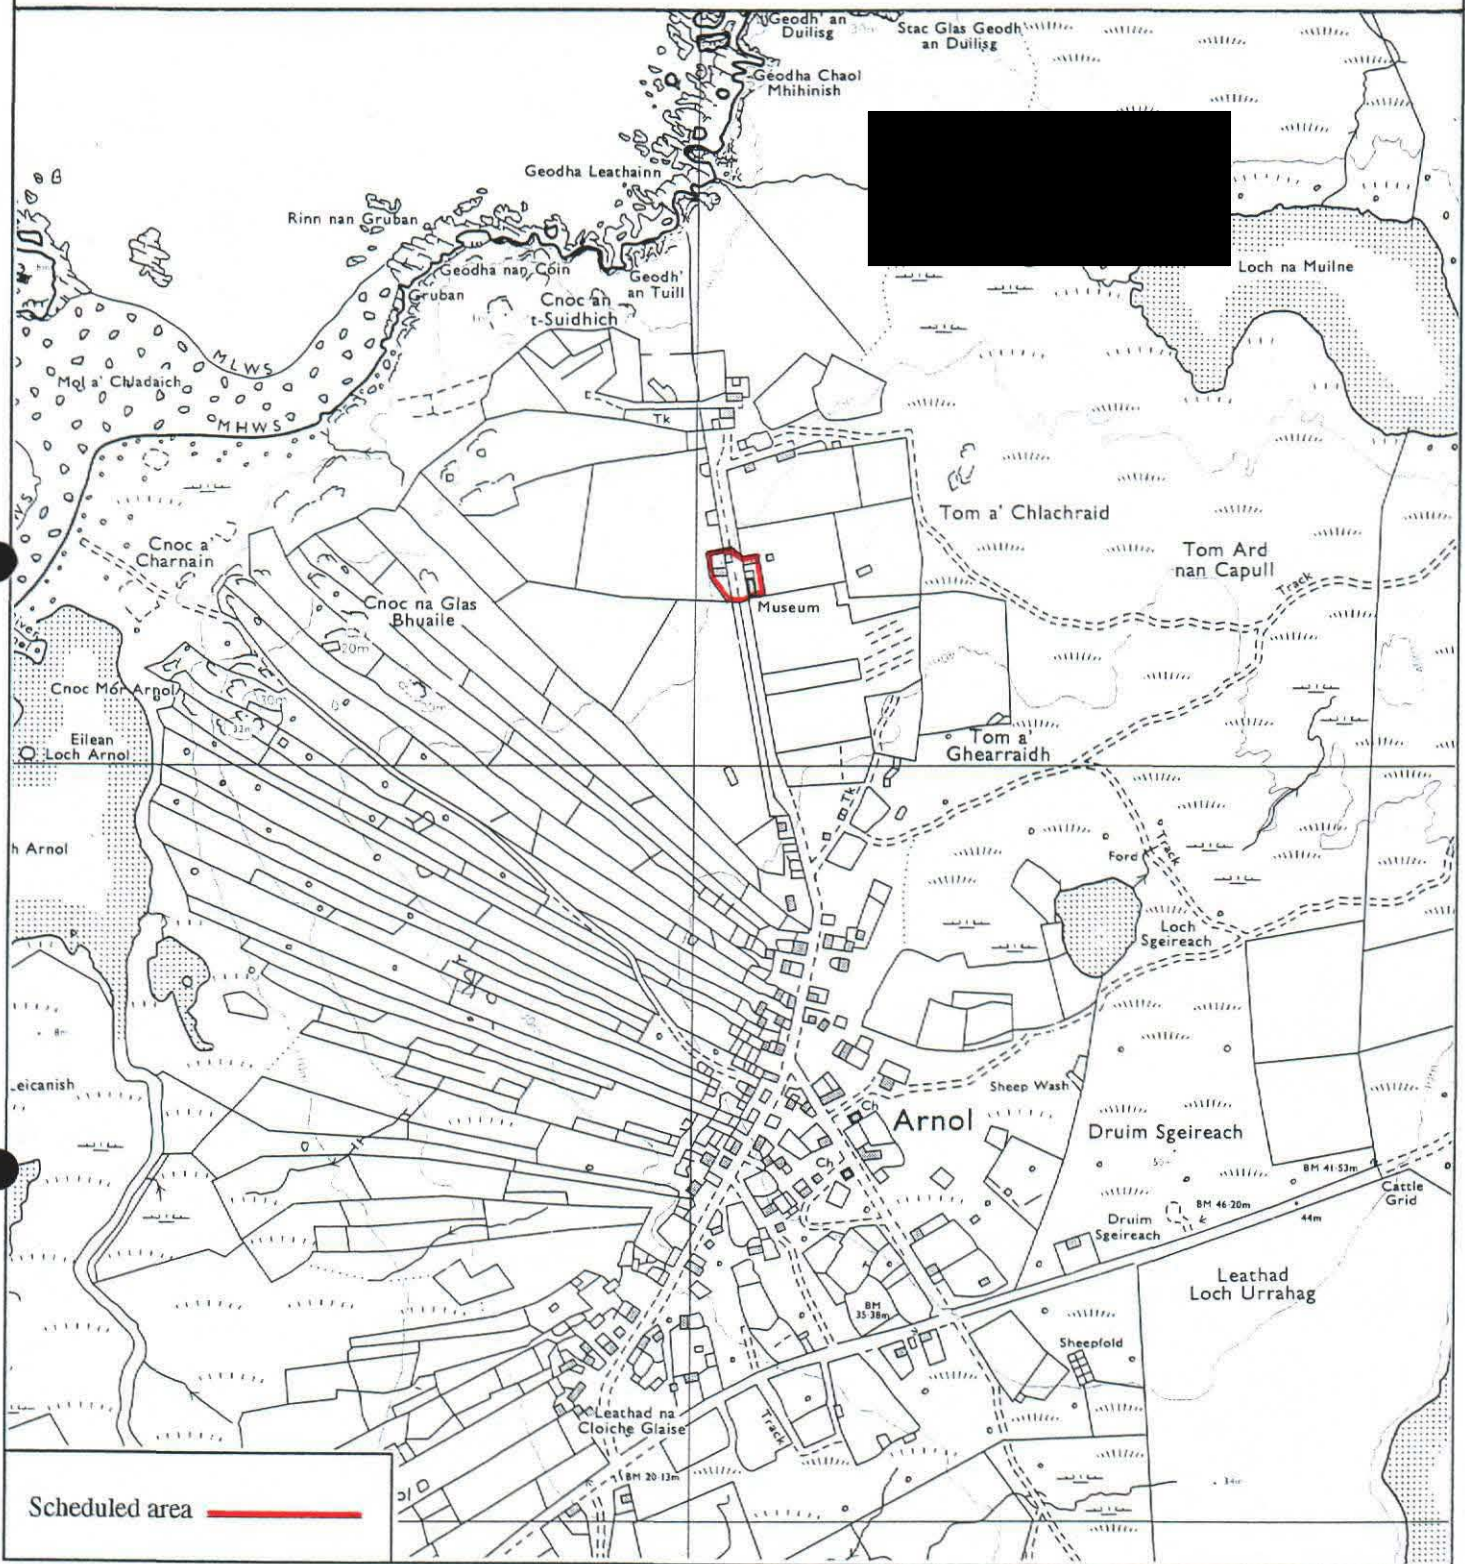 Geodh' an
Duilisg
Stac Glas Geodh
an Duilisg
Geodha Chaol
Mhihinish
Geodha Leathainn
Rinn nan Gruban
Geodha nan Coin
Geodh'
an Tuill
Gruban
Cnoc an
t-Suidhich
Loch na Muilne
MLWS
Mol a' Chladaich
MHWS
Tk
Tom a' Chlachraid
Cnoc a'
Charnain
Tom Ard
nan Capull
Track
Cnoc na Glas
Bhuaile
Museum
20m
Cnoc Mór Arnol
30m
20m
Eilean
Loch Arnol
Tom a'
Ghearraidh
Tk
h Arnol
Ford
Track
Loch
Sgeireach
8m
eicanish
Sheep Wash
Ch
Arnol
Druim Sgeireach
Ch
BM 41·53m
Cattle
Grid
BM 46·20m
44m
Druim
Sgeireach
Leathad
Loch Urrahag
BM
35·38m
Sheepfold
Leathad na
Cloiche Glaise
Track
BM 20·13m
34m
Scheduled area